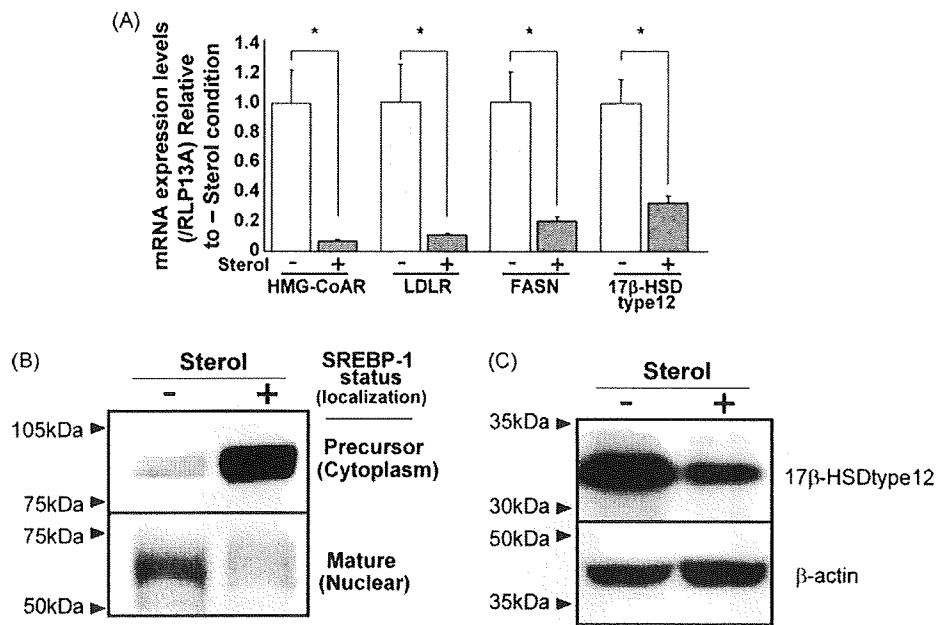 (A)
mRNA expression levels
(/RLP13A) Relative
to – Sterol condition
1.4
1.2
1.0
0.8
0.6
0.4
0.2
0
* * * *
Sterol - + - + - + - +
HMG-CoAR LDLR FASN 17β-HSD
type12
(B)
Sterol
- +
SREBP-1
status
(localization)
105kDa
Precursor
(Cytoplasm)
75kDa
75kDa
Mature
(Nuclear)
50kDa
(C)
Sterol
- +
35kDa
17β-HSDtype12
30kDa
50kDa
β-actin
35kDa